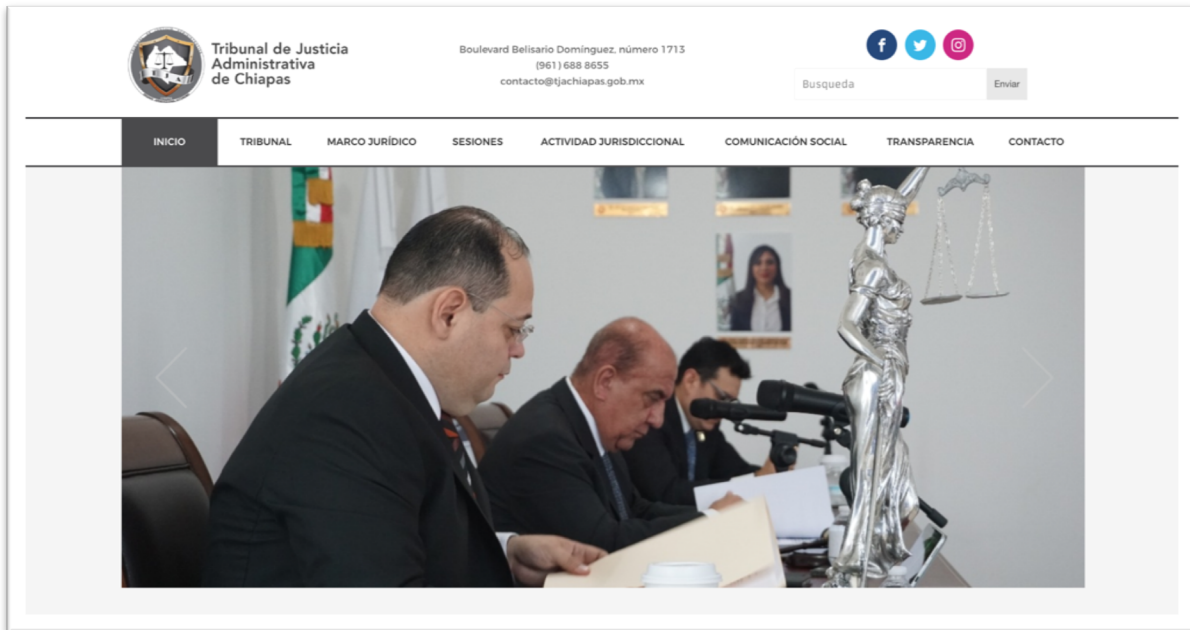 Tribunal de Justicia
Administrativa
de Chiapas
Boulevard Belisario Domínguez, número 1713
(961) 688 8655
contacto@tjachiapas.gob.mx
Busqueda
Enviar
INICIO
TRIBUNAL
MARCO JURÍDICO
SESIONES
ACTIVIDAD JURISDICCIONAL
COMUNICACIÓN SOCIAL
TRANSPARENCIA
CONTACTO